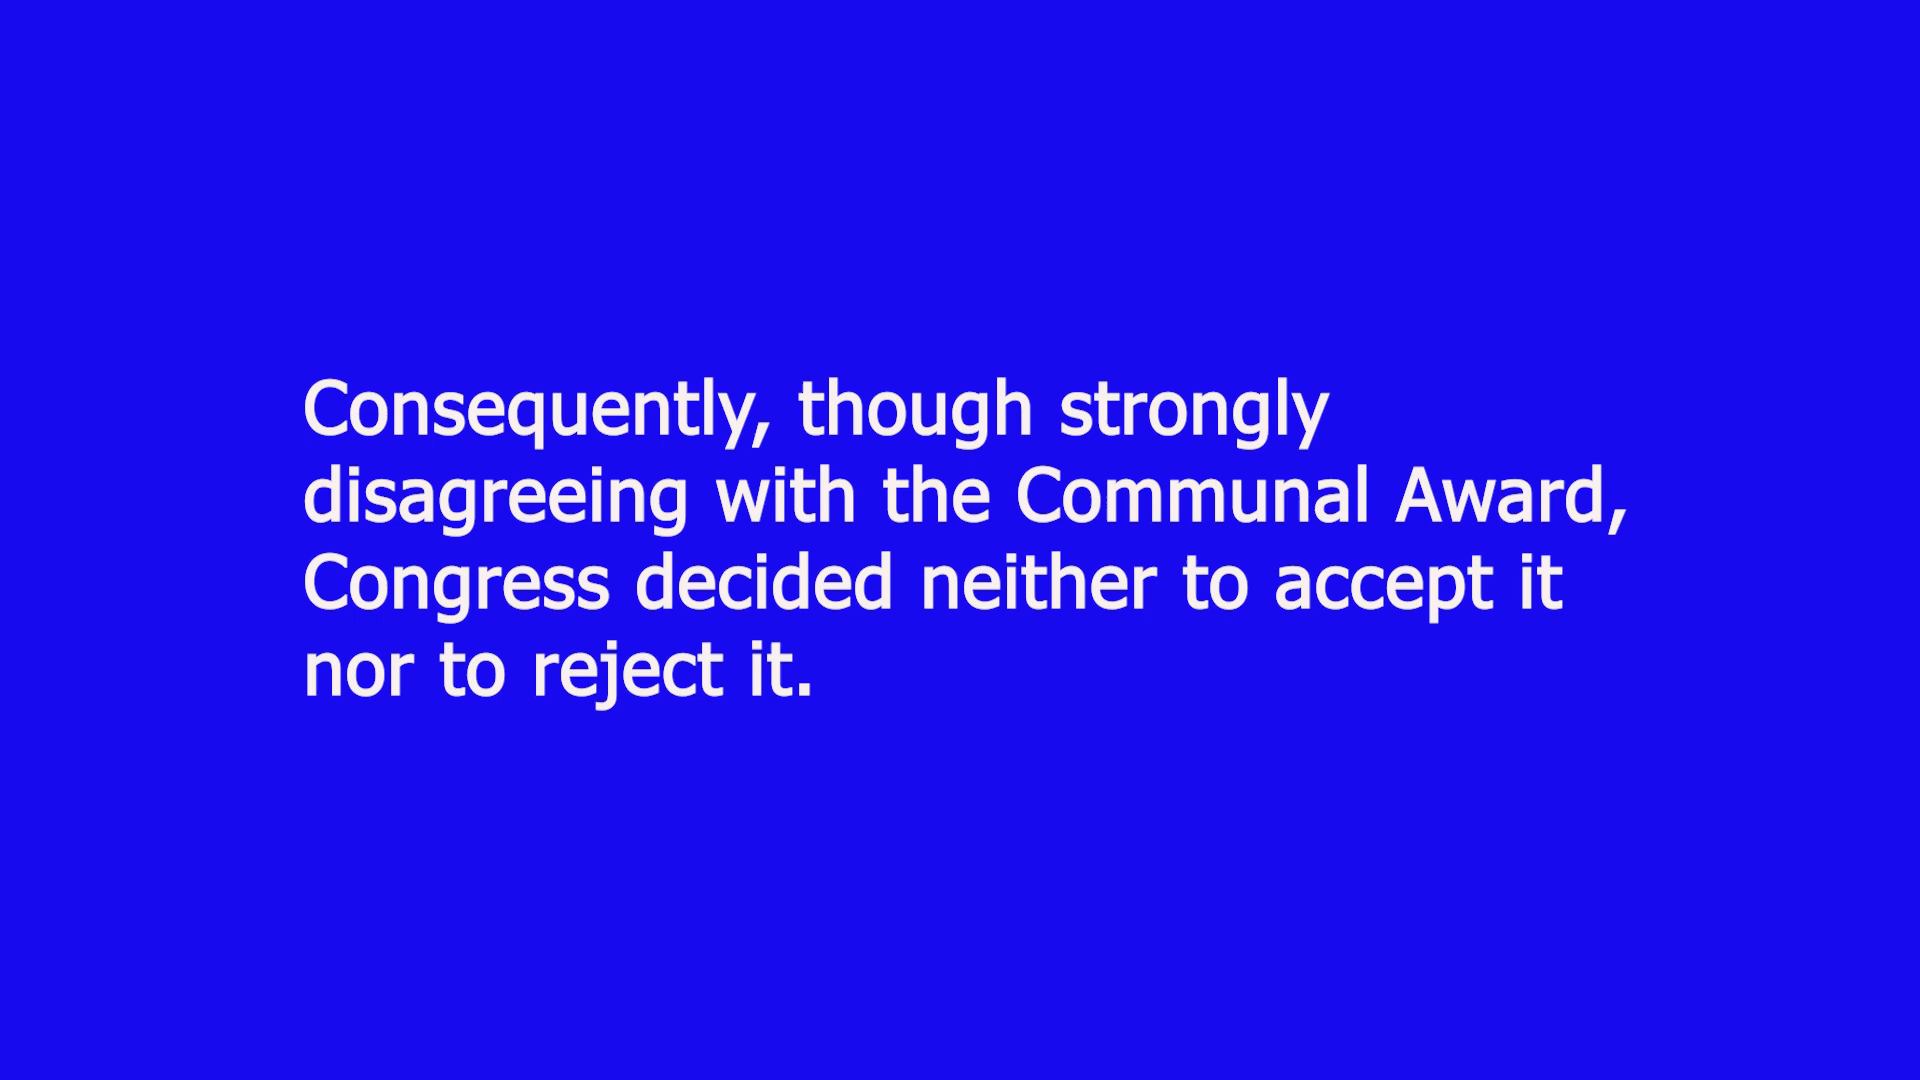 Consequently, though strongly
disagreeing with the Communal Award,
Congress decided neither to accept it
nor to reject it.